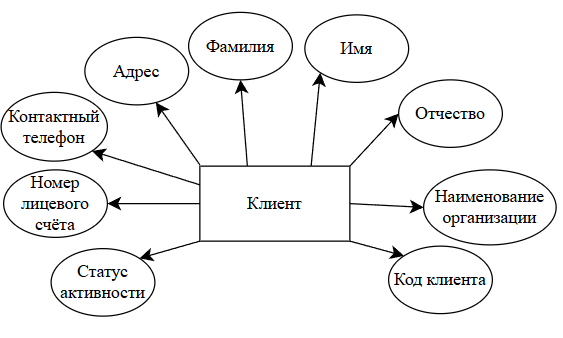 Фамилия
Имя
Адрес
Отчество
Контактный
телефон
Номер
лицевого
счёта
Клиент
Наименование
организации
Статус
активности
Код клиента